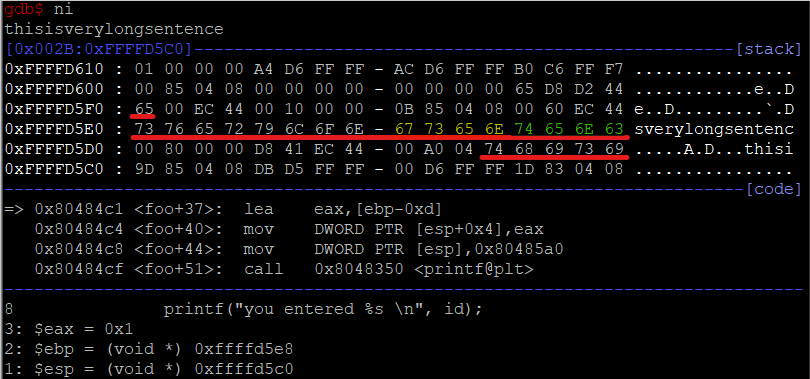 gdb$ ni
thisisverylongsentence
[0x002B:0xFFFFD5C0]------------------------------------------------------[stack]
0xFFFFD610 : 01 00 00 00 A4 D6 FF FF - AC D6 FF FF B0 C6 FF F7 ................
0xFFFFD600 : 00 85 04 08 00 00 00 00 - 00 00 00 00 65 D8 D2 44 ............e..D
0xFFFFD5F0 : 65 00 EC 44 00 10 00 00 - 0B 85 04 08 00 60 EC 44 e..D.........`.D
0xFFFFD5E0 : 73 76 65 72 79 6C 6F 6E - 67 73 65 6E 74 65 6E 63 sverylongsentenc
0xFFFFD5D0 : 00 80 00 00 D8 41 EC 44 - 00 A0 04 74 68 69 73 69 .....A.D...thisi
0xFFFFD5C0 : 9D 85 04 08 DB D5 FF FF - 00 D6 FF FF 1D 83 04 08 ................
--------------------------------------------------------------------------[code]
=> 0x80484c1 <foo+37>: lea eax,[ebp-0xd]
0x80484c4 <foo+40>: mov DWORD PTR [esp+0x4],eax
0x80484c8 <foo+44>: mov DWORD PTR [esp],0x80485a0
0x80484cf <foo+51>: call 0x8048350 <printf@plt>
--------------------------------------------------------------------------------
8 printf("you entered %s \n", id);
3: $eax = 0x1
2: $ebp = (void *) 0xffffd5e8
1: $esp = (void *) 0xffffd5c0